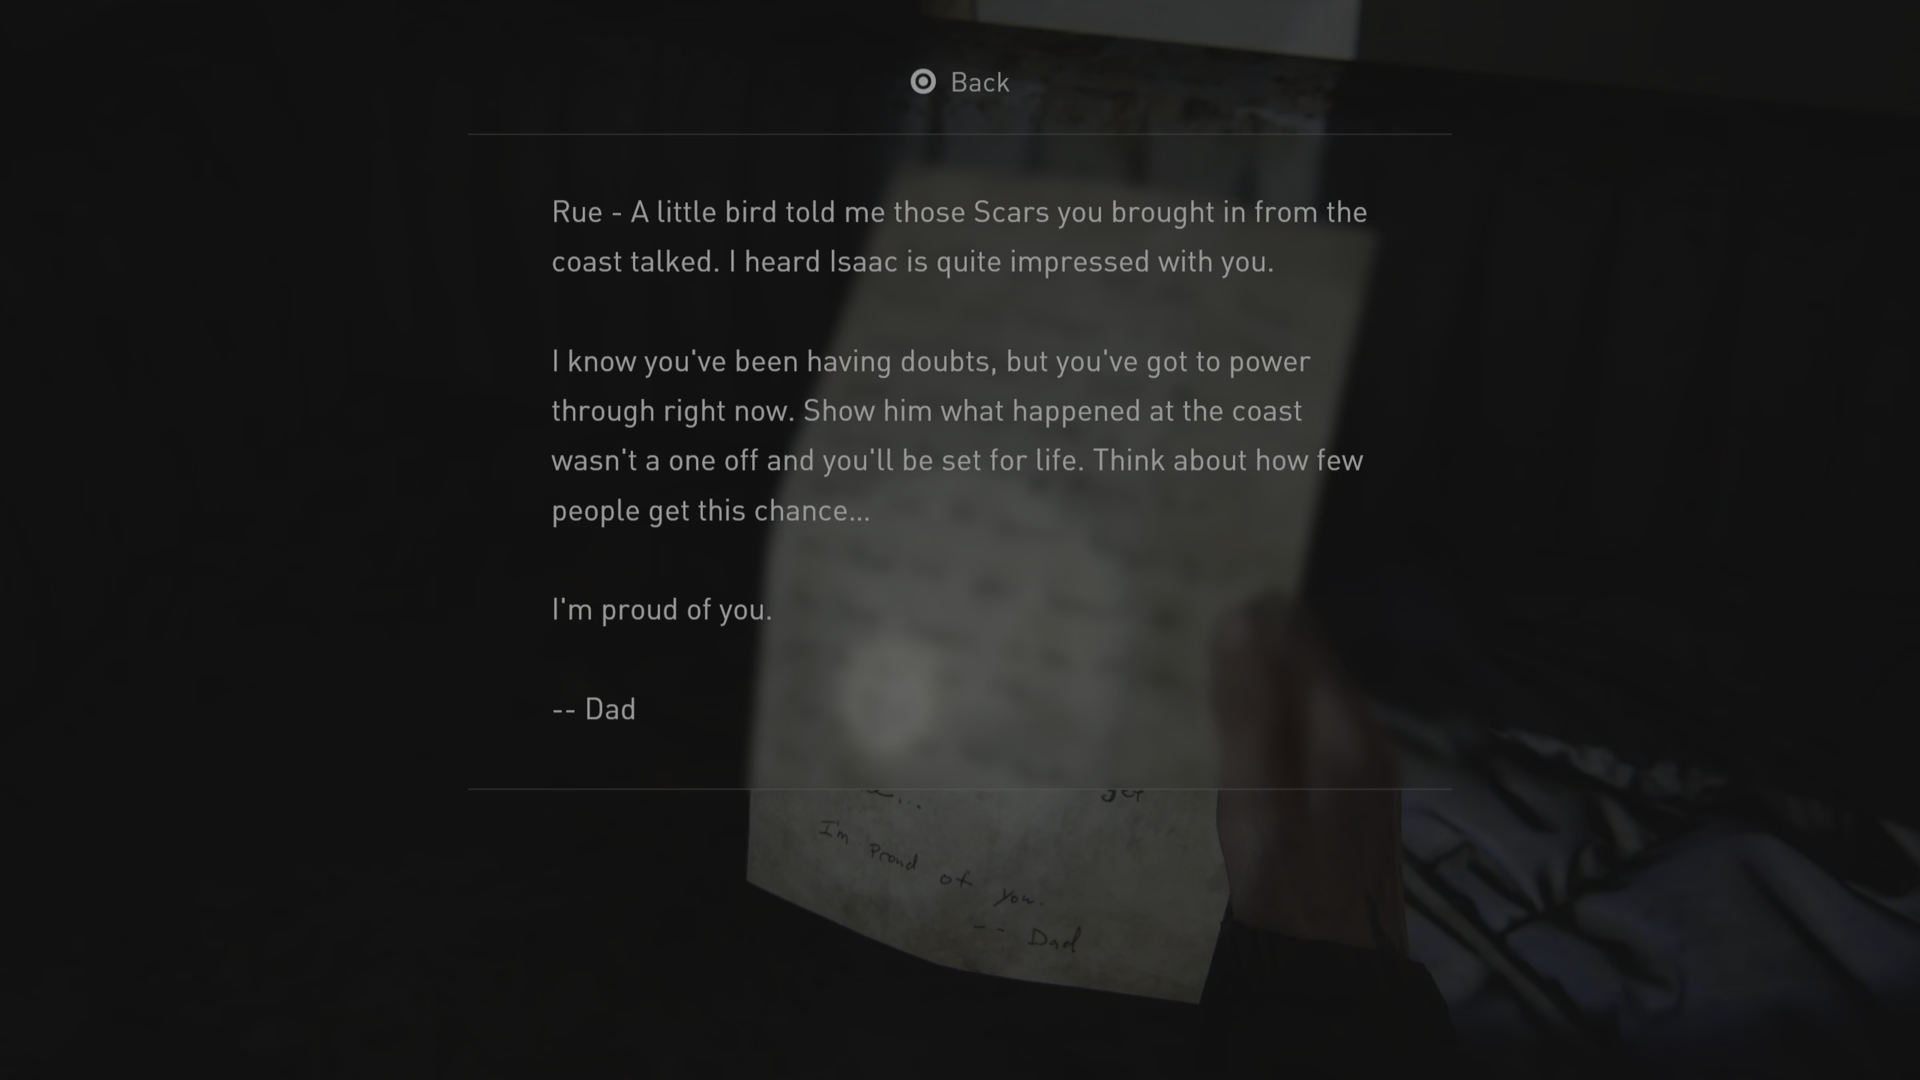 Back
Rue - A little bird told me those Scars you brought in from the
coast talked. I heard Isaac is quite impressed with you.
I know you've been having doubts, but you've got to power
through right now. Show him what happened at the coast
wasn't a one off and you'll be set for life. Think about how few
people get this chance...
I'm proud of you.
-- Dad
get
I'm Proud of you.
-- Dad